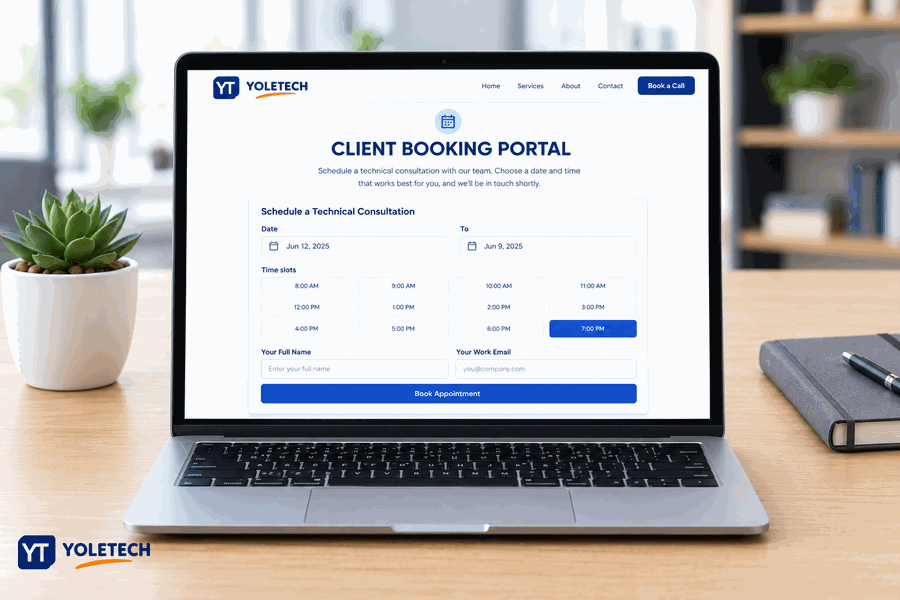 YT YOLETECH
Home Services About Contact Book a Call
CLIENT BOOKING PORTAL
Schedule a technical consultation with our team. Choose a date and time
that works best for you, and we'll be in touch shortly.
Schedule a Technical Consultation
Date To
Jun 12, 2025 Jun 9, 2025
Time slots
8:00 AM 9:00 AM 10:00 AM 11:00 AM
12:00 PM 1:00 PM 2:00 PM 3:00 PM
4:00 PM 5:00 PM 6:00 PM 7:00 PM
Your Full Name Your Work Email
Enter your full name you@company.com
Book Appointment
YT YOLETECH